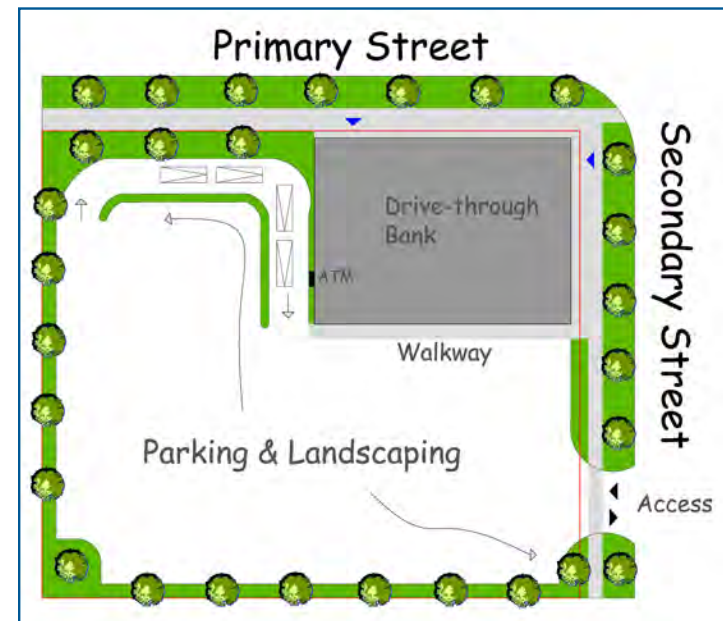 Primary Street
Secondary Street
Drive-through
Bank
ATM
Walkway
Parking & Landscaping
Access